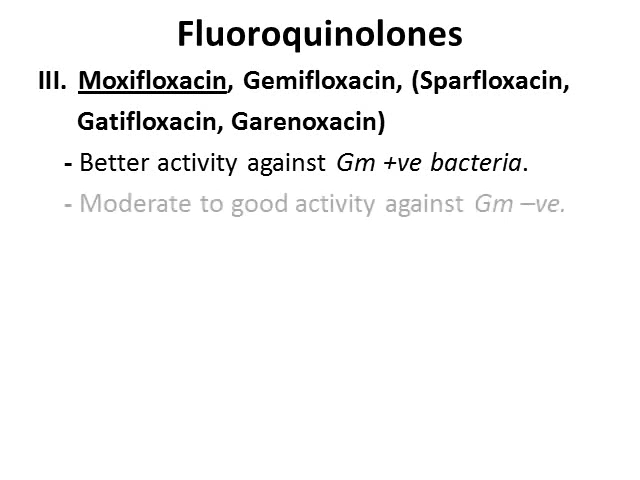 Fluoroquinolones
III. Moxifloxacin, Gemifloxacin, (Sparfloxacin,
Gatifloxacin, Garenoxacin)
- Better activity against Gm +ve bacteria.
- Moderate to good activity against Gm –ve.